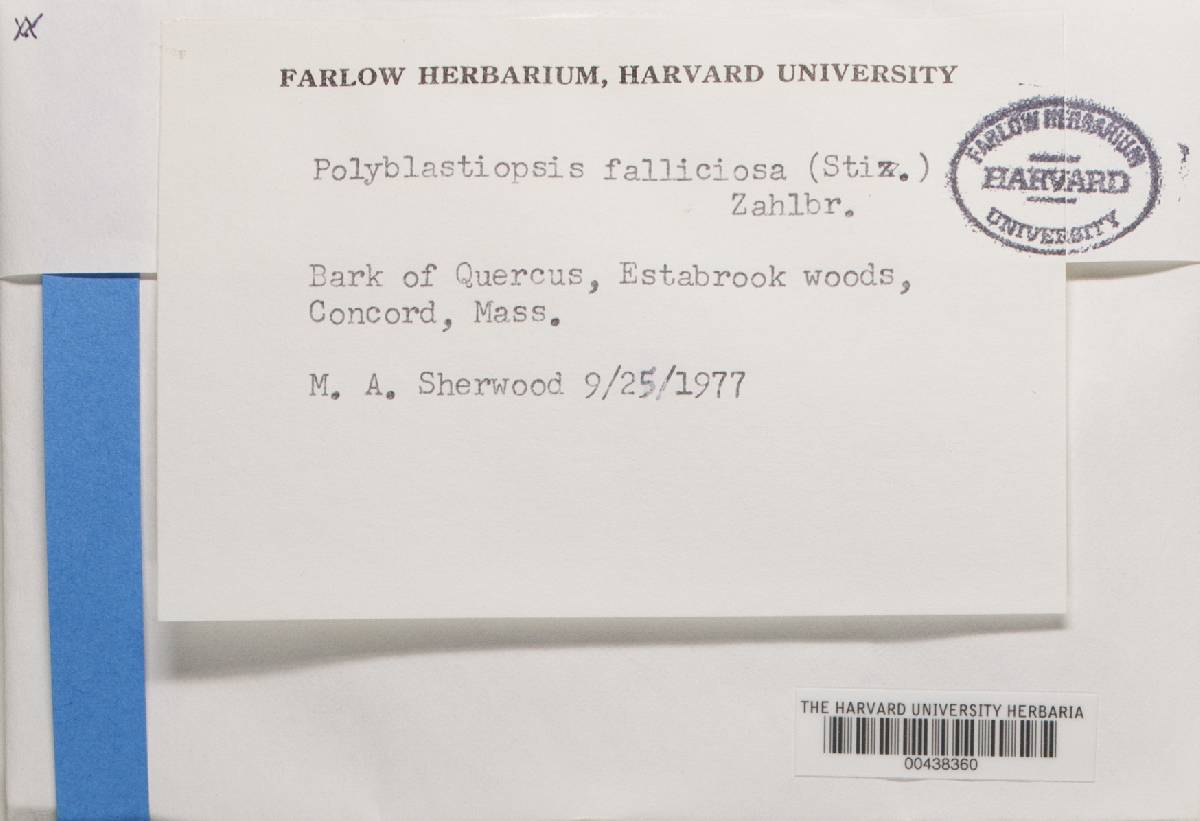 XX
FARLOW HERBARIUM, HARVARD UNIVERSITY
FARLOW HERBARIUM
HARVARD
UNIVERSITY
Polyblastiopsis falliciosa (Stiz.)
Zahlbr.
Bark of Quercus, Estabrook woods,
Concord, Mass.
M. A. Sherwood 9/25/1977
THE HARVARD UNIVERSITY HERBARIA
00438360